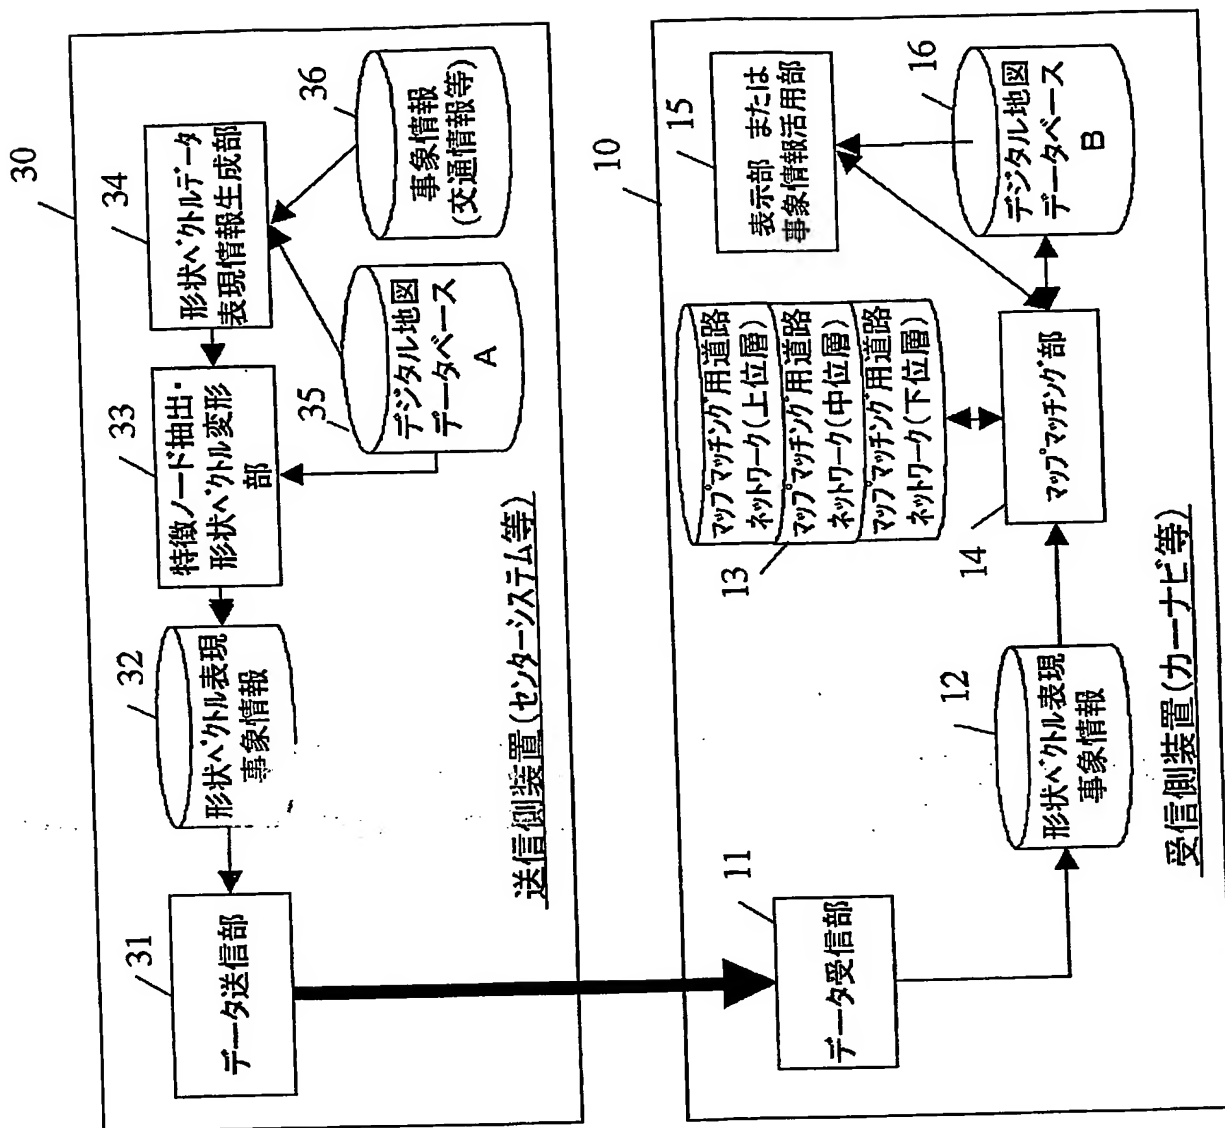 30
31
データ送信部
32
形状ベクトル表現
事象情報
33
特徴ノード抽出・
形状ベクトル変形
部
34
形状ベクトルデータ
表現情報生成部
35
デジタル地図
データベース
A
36
事象情報
(交通情報等)
送信側装置(センターシステム等)
10
11
データ受信部
12
形状ベクトル表現
事象情報
13
マップマッチング用道路
ネットワーク(上位層)
マップマッチング用道路
ネットワーク(中位層)
マップマッチング用道路
ネットワーク(下位層)
14
マップマッチング部
15
表示部 または
事象情報活用部
16
デジタル地図
データベース
B
受信側装置(カーナビ等)